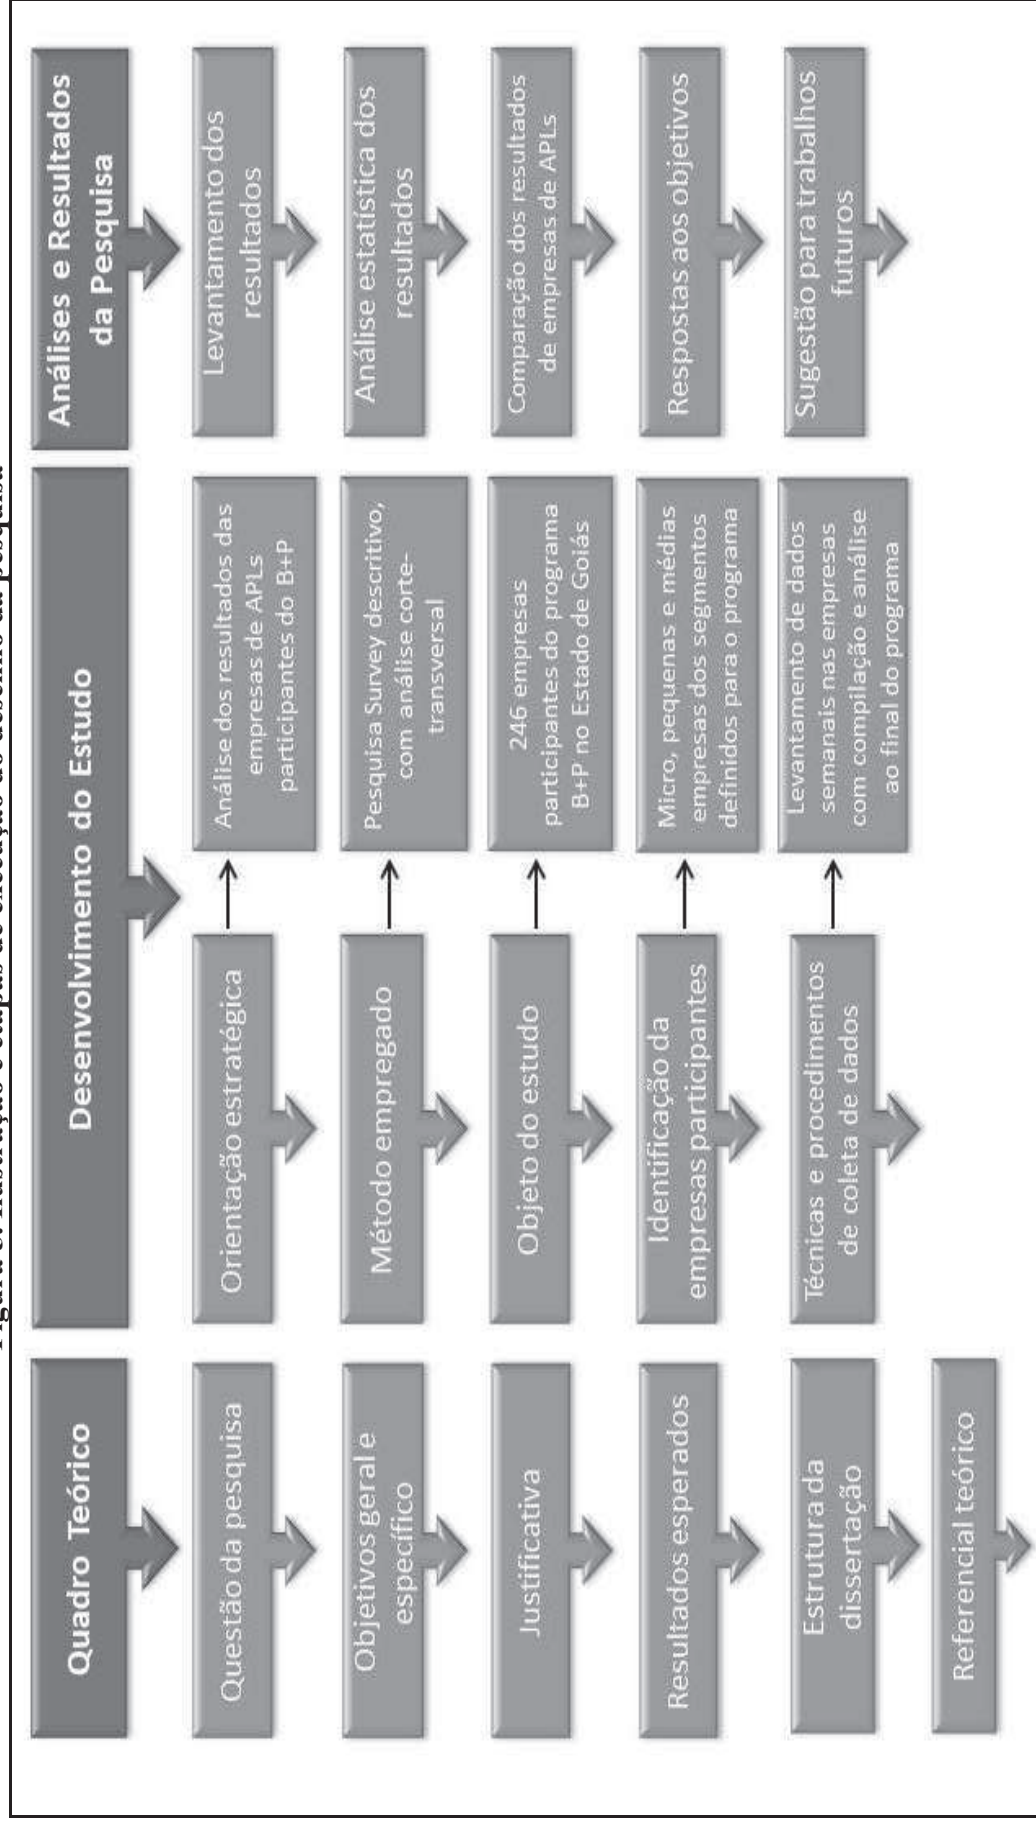 Quadro Teórico
Questão da pesquisa
Objetivos geral e
específico
Justificativa
Resultados esperados
Estrutura da
dissertação
Referencial teórico
Desenvolvimento do Estudo
Orientação estratégica
Análise dos resultados das
empresas de APLs
participantes do B+P
Método empregado
Pesquisa Survey descritivo,
com análise corte-
transversal
Objeto do estudo
246 empresas
participantes do programa
B+P no Estado de Goiás
Identificação da
empresas participantes
Micro, pequenas e médias
empresas dos segmentos
definidos para o programa
Técnicas e procedimentos
de coleta de dados
Levantamento de dados
semanais nas empresas
com compilação e análise
ao final do programa
Análises e Resultados
da Pesquisa
Levantamento dos
resultados
Análise estatística dos
resultados
Comparação dos resultados
de empresas de APLs
Respostas aos objetivos
Sugestão para trabalhos
futuros